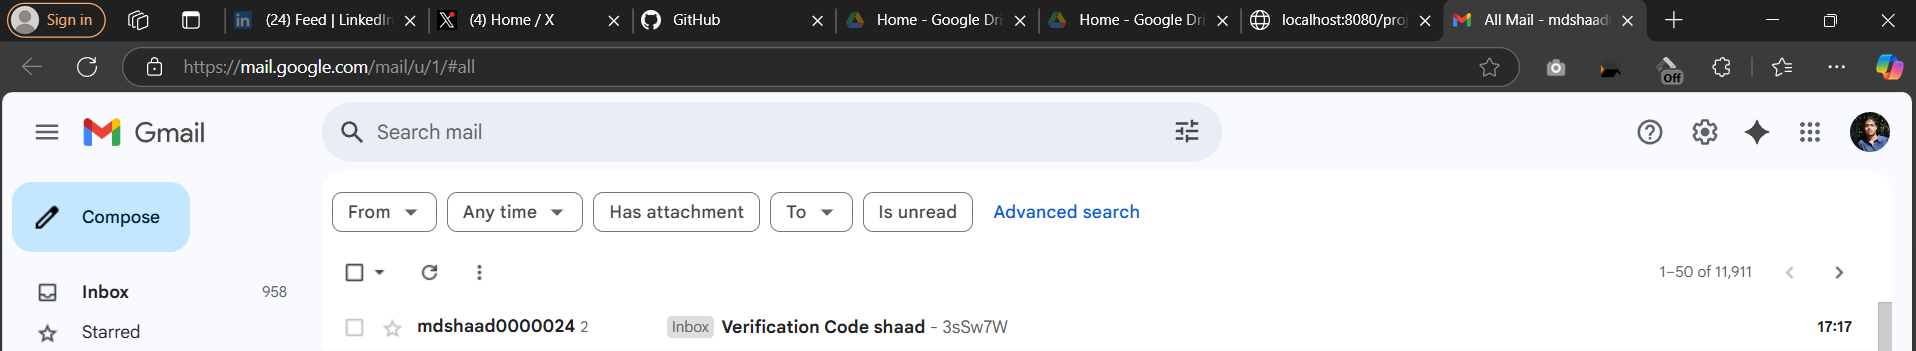 Sign in (24) Feed | LinkedIn (4) Home / X GitHub Home - Google Dri Home - Google Dri localhost:8080/proj All Mail - mdshaad
https://mail.google.com/mail/u/1/#all Off
Gmail Search mail
Compose From Any time Has attachment To Is unread Advanced search
1–50 of 11,911
Inbox 958
mdshaad0000024 2 Inbox Verification Code shaad - 3sSw7W 17:17
Starred